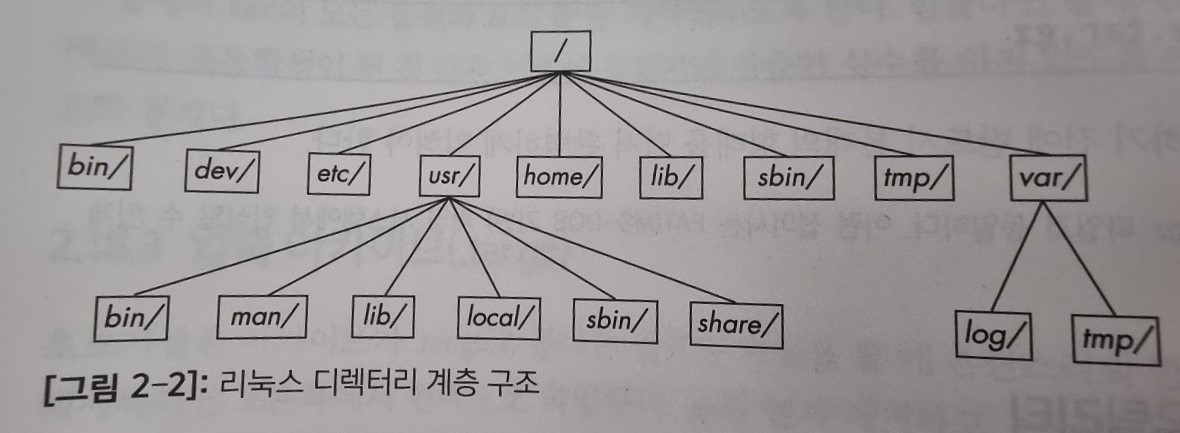 /
bin/ dev/ etc/ usr/ home/ lib/ sbin/ tmp/ var/
bin/ man/ lib/ local/ sbin/ share/ log/ tmp/
[그림 2-2]: 리눅스 디렉터리 계층 구조